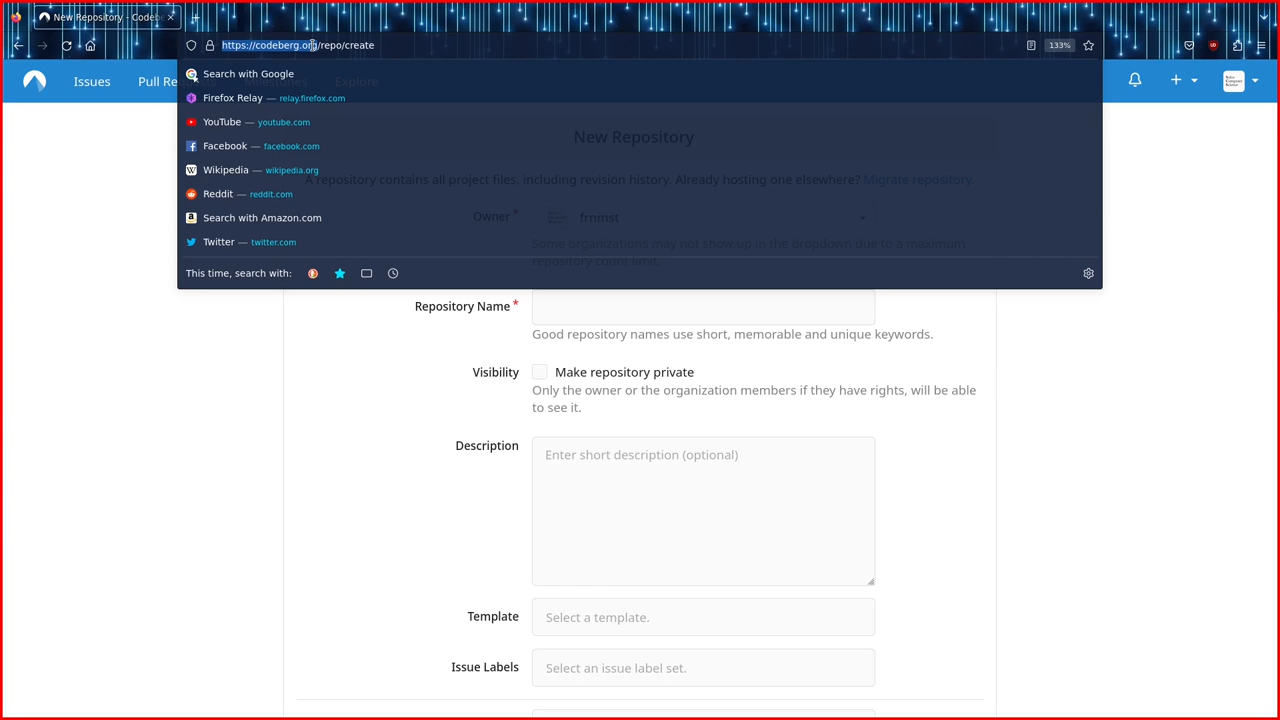 New Repository - Codebe
https://codeberg.org/repo/create
133%
Issues
Pull Requests
Milestones
Explore
Search with Google
Firefox Relay — relay.firefox.com
YouTube — youtube.com
Facebook — facebook.com
Wikipedia — wikipedia.org
Reddit — reddit.com
Search with Amazon.com
Twitter — twitter.com
This time, search with:
New Repository
A repository contains all project files, including revision history. Already hosting one elsewhere? Migrate repository.
Owner *
frnmst
Some organizations may not show up in the dropdown due to a maximum
repository count limit.
Repository Name *
Good repository names use short, memorable and unique keywords.
Visibility
Make repository private
Only the owner or the organization members if they have rights, will be able
to see it.
Description
Enter short description (optional)
Template
Select a template.
Issue Labels
Select an issue label set.